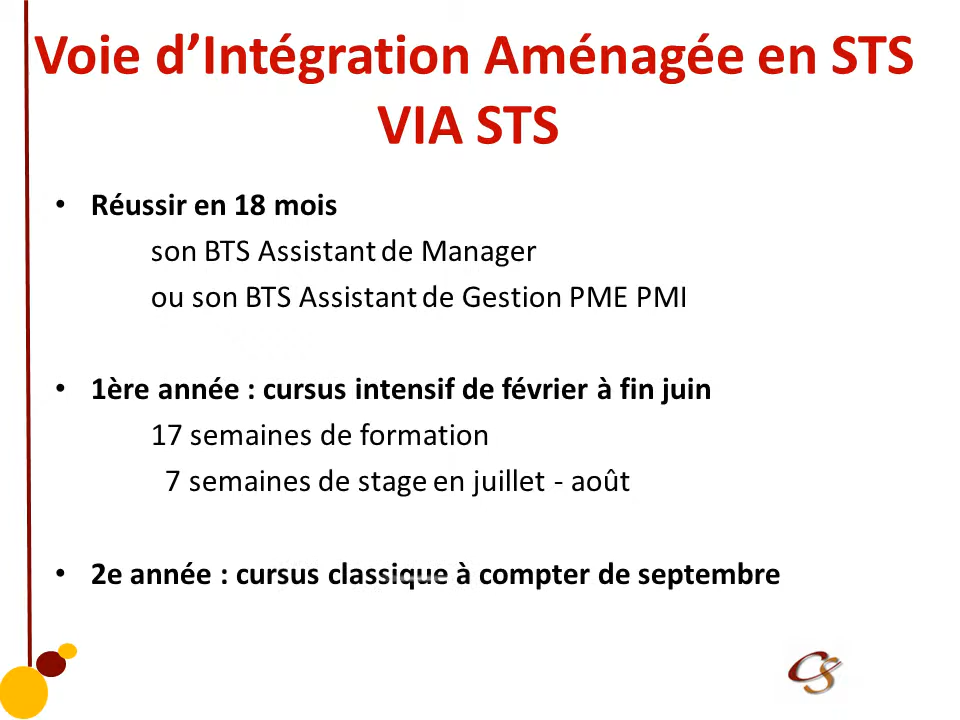 Voie d’Intégration Aménagée en STS
VIA STS
• Réussir en 18 mois
son BTS Assistant de Manager
ou son BTS Assistant de Gestion PME PMI
• 1ère année : cursus intensif de février à fin juin
17 semaines de formation
7 semaines de stage en juillet - août
• 2e année : cursus classique à compter de septembre
CS